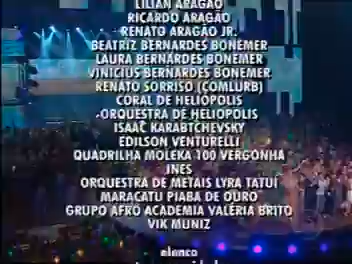 LILIAN ARAGÃO
RICARDO ARAGÃO
RENATO ARAGÃO JR.
BEATRIZ BERNARDES BONEMER
LAURA BERNARDES BONEMER
VINÍCIUS BERNARDES BONEMER
RENATO SORRISO (COMLURB)
CORAL DE HELIÓPOLIS
ORQUESTRA DE HELIOPOLIS
ISAAC KARABTCHEVSKY
EDILSON VENTURELLI
QUADRILHA MOLEKA 100 VERGONHA
INES
ORQUESTRA DE METAIS LYRA TATUÍ
MARACATU PIABA DE OURO
GRUPO AFRO ACADEMIA VALÉRIA BRITO
VIK MUNIZ
elenco